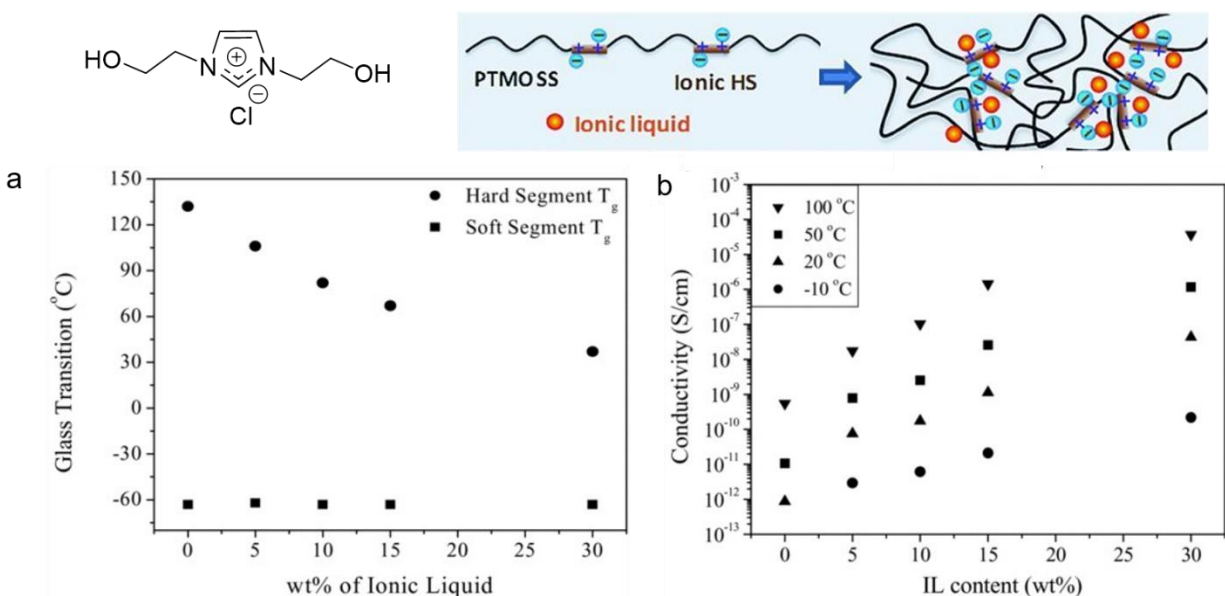 HO
N
N
OH
Cl
PTMO SS
Ionic HS
Ionic liquid
a
Glass Transition (°C)
150
120
90
60
30
0
-30
-60
Hard Segment Tg
Soft Segment Tg
0 5 10 15 20 25 30
wt% of Ionic Liquid
b
Conductivity (S/cm)
10-3
10-4
10-5
10-6
10-7
10-8
10-9
10-10
10-11
10-12
10-13
100 °C
50 °C
20 °C
-10 °C
0 5 10 15 20 25 30
IL content (wt%)